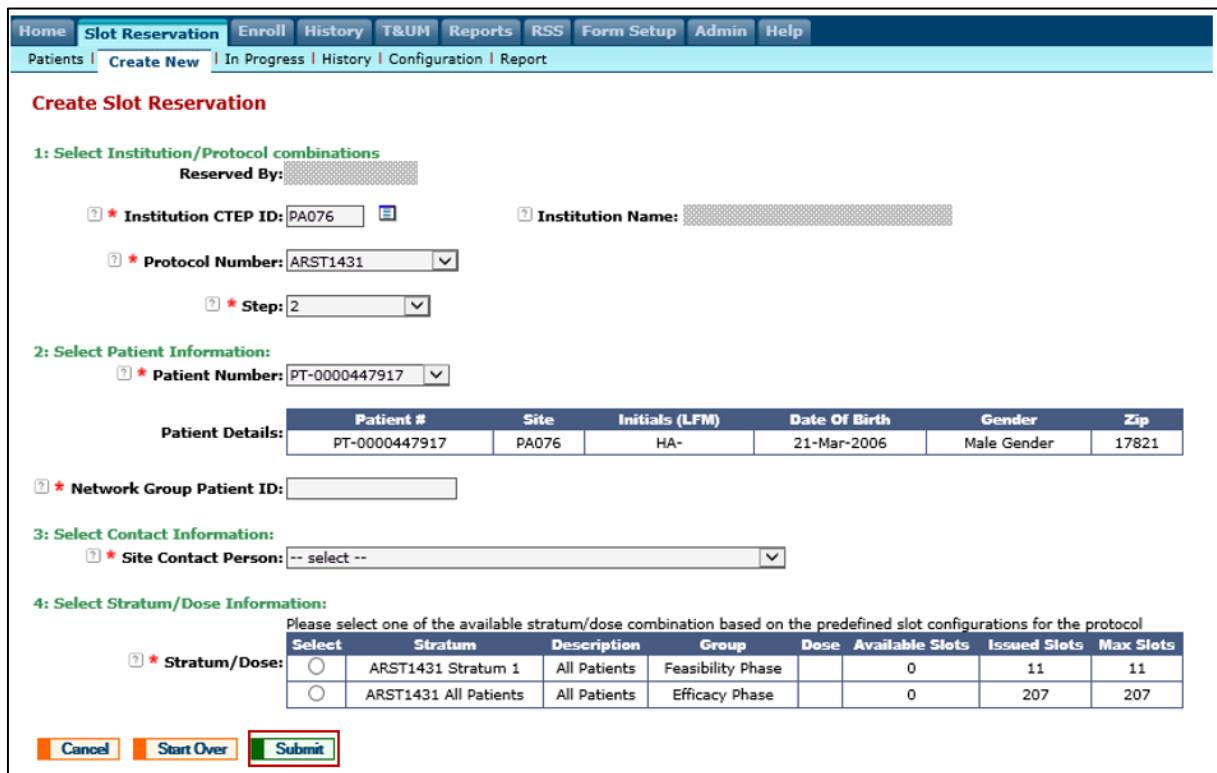 Home Slot Reservation Enroll History T&UM Reports RSS Form Setup Admin Help
Patients | Create New | In Progress | History | Configuration | Report
Create Slot Reservation
1: Select Institution/Protocol combinations
Reserved By:
? * Institution CTEP ID: PA076 ? Institution Name:
? * Protocol Number: ARST1431
? * Step: 2
2: Select Patient Information:
? * Patient Number: PT-0000447917
Patient # Site Initials (LFM) Date Of Birth Gender Zip
Patient Details: PT-0000447917 PA076 HA- 21-Mar-2006 Male Gender 17821
? * Network Group Patient ID:
3: Select Contact Information:
? * Site Contact Person: -- select --
4: Select Stratum/Dose Information:
Please select one of the available stratum/dose combination based on the predefined slot configurations for the protocol
Select Stratum Description Group Dose Available Slots Issued Slots Max Slots
? * Stratum/Dose: ARST1431 Stratum 1 All Patients Feasibility Phase 0 11 11
ARST1431 All Patients All Patients Efficacy Phase 0 207 207
Cancel Start Over Submit